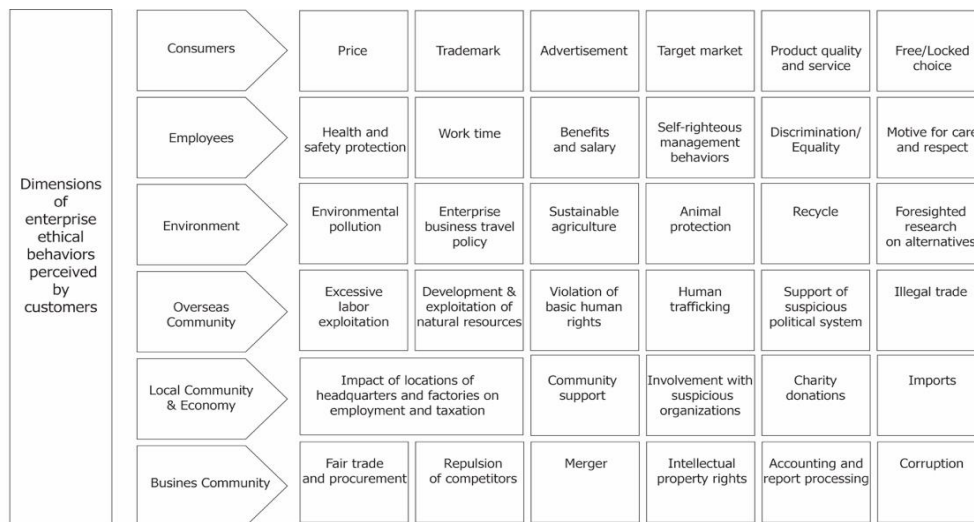 Dimensions
of
enterprise
ethical
behaviors
perceived
by
customers
Consumers
Price
Trademark
Advertisement
Target market
Product quality
and service
Free/Locked
choice
Employees
Health and
safety protection
Work time
Benefits
and salary
Self-righteous
management
behaviors
Discrimination/
Equality
Motive for care
and respect
Environment
Environmental
pollution
Enterprise
business travel
policy
Sustainable
agriculture
Animal
protection
Recycle
Foresighted
research
on alternatives
Overseas
Community
Excessive
labor
exploitation
Development &
exploitation of
natural resources
Violation of
basic human
rights
Human
trafficking
Support of
suspicious
political system
Illegal trade
Local Community
& Economy
Impact of locations of
headquarters and factories on
employment and taxation
Community
support
Involvement with
suspicious
organizations
Charity
donations
Imports
Busines Community
Fair trade
and procurement
Repulsion
of competitors
Merger
Intellectual
property rights
Accounting and
report processing
Corruption